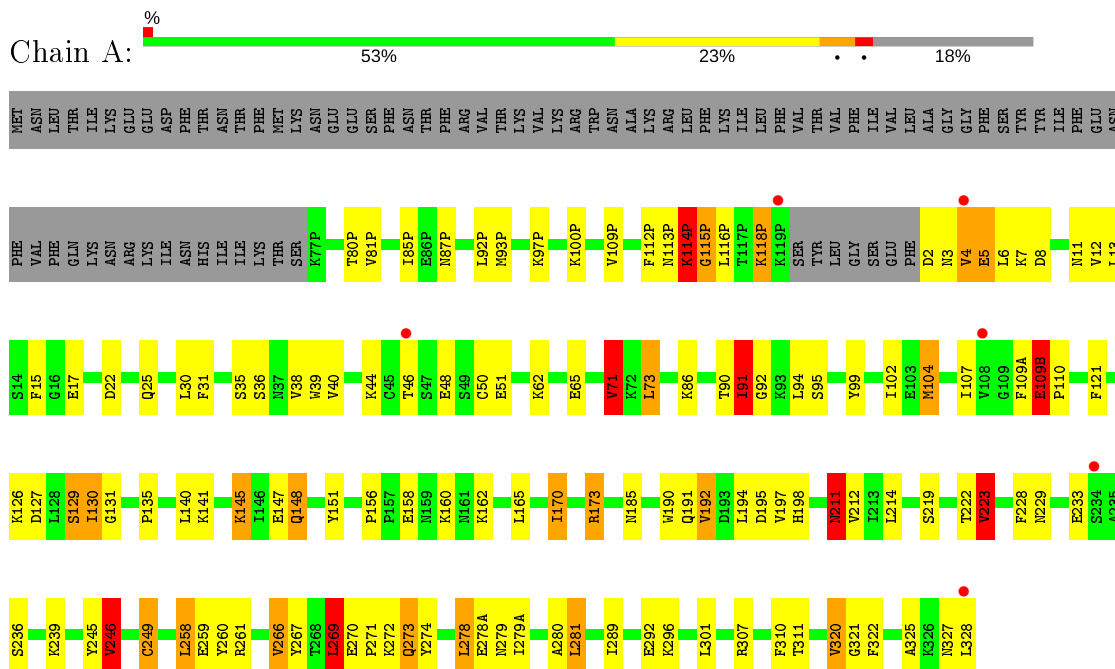 %
Chain A:
53% 23% • • 18%
MET ASN LEU THR ILE LYS GLU GLU ASP PHE THR ASN THR PHE MET LYS ASN GLU GLU SER PHE ASN THR PHE ARG VAL THR LYS VAL LYS ARG TRP ASN ALA LYS ARG LEU PHE LYS ILE LEU PHE VAL THR VAL PHE ILE VAL LEU ALA GLY GLY PHE SER TYR TYR ILE PHE GLU ASN
PHE VAL PHE GLN LYS ASN ARG LYS ILE ASN HIS ILE ILE LYS THR SER K77P T80P V81P I85P E86P N87P L92P M93P K97P K100P V109P F112P N113P K114P G115P L116P T117P K118P K119P SER TYR LEU GLY SER GLU PHE D2 N3 V4 E5 L6 K7 D8 N11 V12 L13
S14 F15 G16 E17 D22 Q25 L30 F31 S35 S36 N37 V38 W39 V40 K44 C45 T46 S47 E48 S49 C50 E51 K62 E65 V71 K72 L73 K86 T90 I91 G92 K93 L94 S95 Y99 I102 E103 M104 I107 V108 G109 F109A E109B P110 F121
K126 D127 L128 S129 I130 G131 P135 L140 K141 K145 I146 E147 Q148 Y151 P156 P157 E158 N159 K160 N161 K162 L165 I170 R173 N185 W190 Q191 V192 D193 L194 D195 V197 H198 N211 V212 I213 L214 S219 T222 V223 F228 N229 E233 S234 A235
S236 K239 Y245 V246 C249 L258 E259 Y260 R261 V266 Y267 T268 L269 E270 P271 K272 Q273 Y274 L278 E278A N279 I279A A280 L281 L289 E292 K296 L301 R307 F310 T311 V320 G321 F322 A325 K326 N327 L328